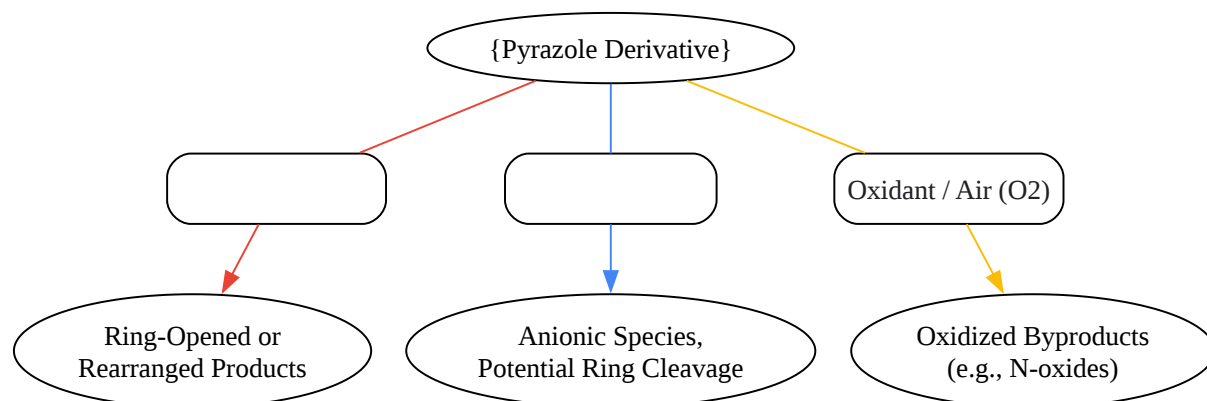 {Pyrazole Derivative}
Oxidant / Air (O2)
Ring-Opened or
Rearranged Products
Anionic Species,
Potential Ring Cleavage
Oxidized Byproducts
(e.g., N-oxides)